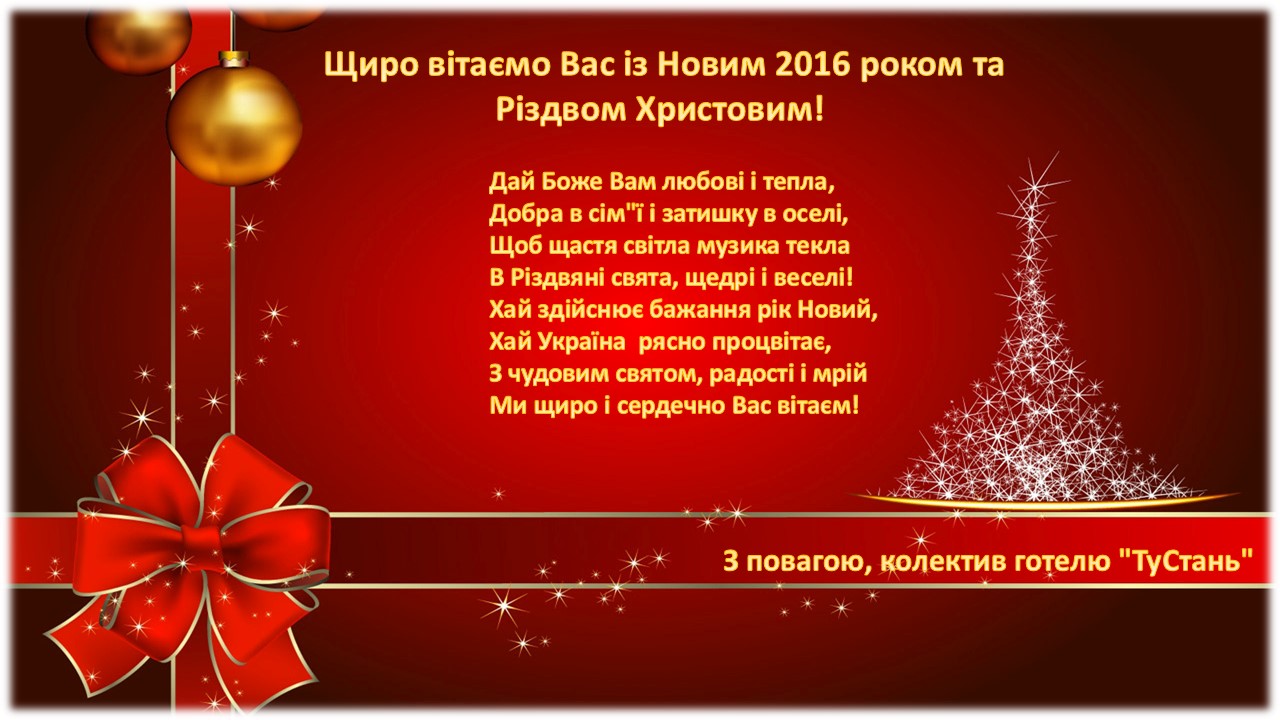 Щиро вітаємо Вас із Новим 2016 роком та
Різдвом Христовим!
Дай Боже Вам любові і тепла,
Добра в сім"ї і затишку в оселі,
Щоб щастя світла музика текла
В Різдвяні свята, щедрі і веселі!
Хай здійснює бажання рік Новий,
Хай Україна  рясно процвітає,
З чудовим святом, радості і мрій
Ми щиро і сердечно Вас вітаєм!
З повагою, колектив готелю "ТуСтань"